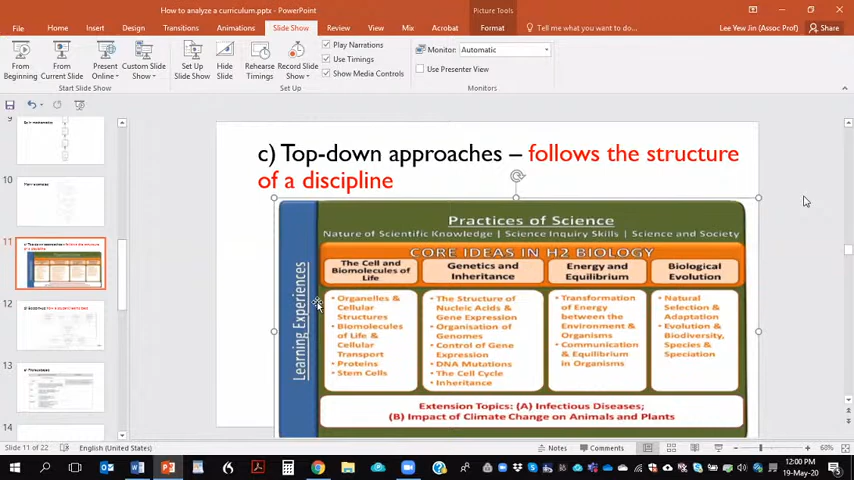 How to analyze a curriculum.pptx - PowerPoint
Picture Tools
File Home Insert Design Transitions Animations Slide Show Review View Mix Acrobat Format Tell me what you want to do...
Lee Yew Jin (Assoc Prof) Share
From Beginning
From Current Slide
Present Online
Custom Slide Show
Set Up Slide Show
Hide Slide
Rehearse Timings
Record Slide Show
Play Narrations
Use Timings
Show Media Controls
Monitor: Automatic
Use Presenter View
Start Slide Show Set Up Monitors
9
10
11
12
13
14
c) Top-down approaches – follows the structure
of a discipline
Practices of Science
Nature of Scientific Knowledge | Science Inquiry Skills | Science and Society
CORE IDEAS IN H2 BIOLOGY
Learning Experiences
The Cell and
Biomolecules of
Life
• Organelles &
Cellular
Structures
• Biomolecules
of Life &
Cellular
Transport
• Proteins
• Stem Cells
Genetics and
Inheritance
• The Structure of
Nucleic Acids &
Gene Expression
• Organisation of
Genomes
• Control of Gene
Expression
• DNA Mutations
• The Cell Cycle
• Inheritance
Energy and
Equilibrium
• Transformation
of Energy
between the
Environment &
Organisms
• Communication
& Equilibrium
in Organisms
Biological
Evolution
• Natural
Selection &
Adaptation
• Evolution &
Biodiversity,
Species &
Speciation
Extension Topics: (A) Infectious Diseases;
(B) Impact of Climate Change on Animals and Plants
Slide 11 of 22 English (United States) Notes Comments 68%
12:00 PM
19-May-20